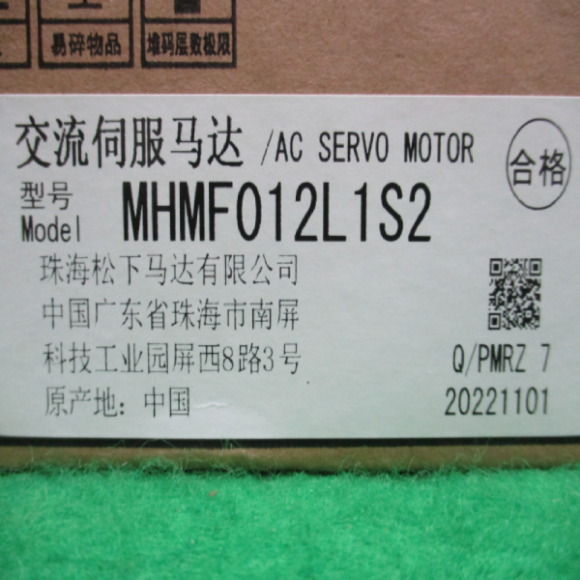 易碎物品 堆码层数极限
交流伺服马达 /AC SERVO MOTOR
合格
型号
Model MHMF012L1S2
珠海松下马达有限公司
中国广东省珠海市南屏
科技工业园屏西8路3号
Q/PMRZ 7
原产地：中国
20221101